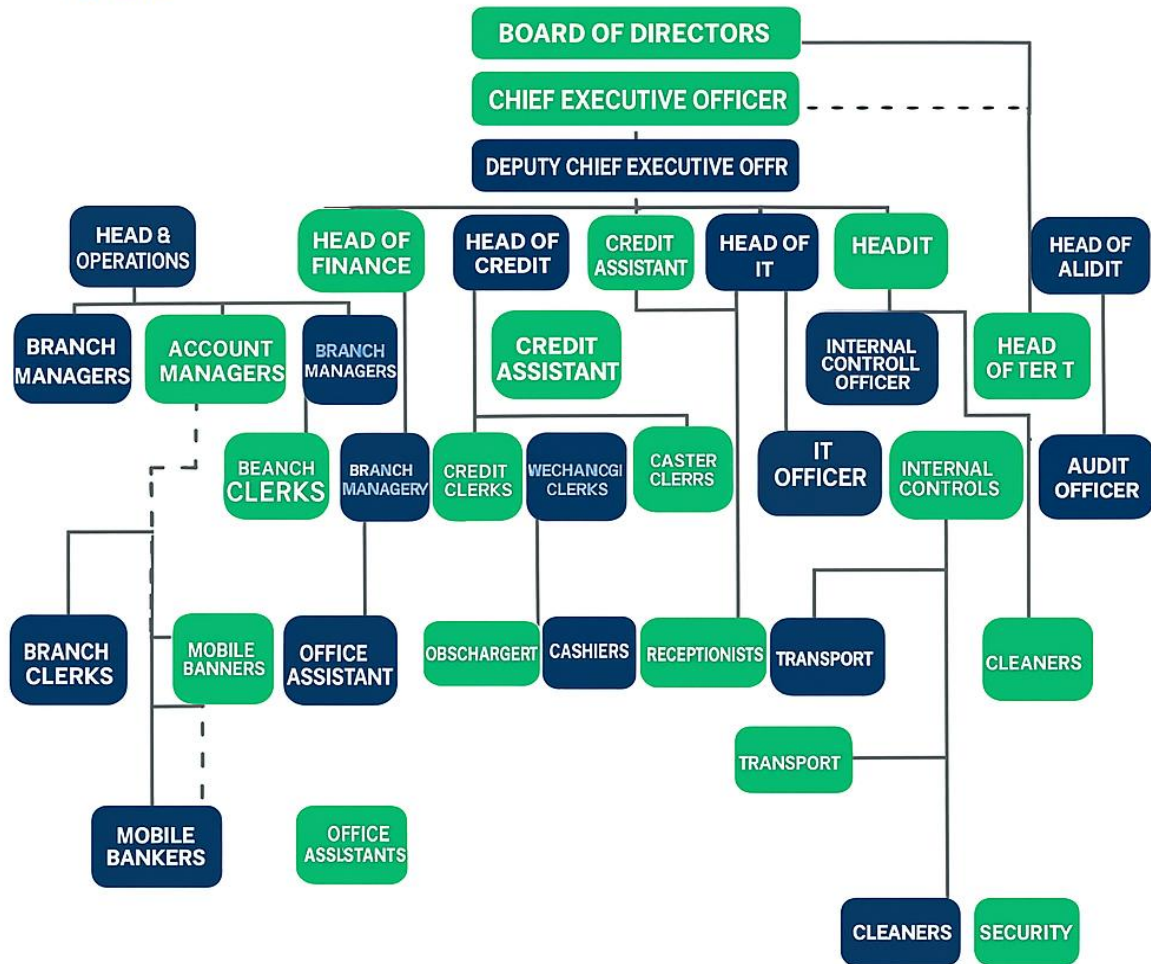 BOARD OF DIRECTORS
CHIEF EXECUTIVE OFFICER
DEPUTY CHIEF EXECUTIVE OFFR
HEAD &
OPERATIONS
HEAD OF
FINANCE
HEAD OF
CREDIT
CREDIT
ASSISTANT
HEAD OF
IT
HEADIT
HEAD OF
ALIDIT
BRANCH
MANAGERS
ACCOUNT
MANAGERS
BRANCH
MANAGERS
CREDIT
ASSISTANT
INTERNAL
CONTROLL
OFFICER
HEAD
OF TER T
BEANCH
CLERKS
BRANCH
MANAGERY
CREDIT
CLERKS
WECHANCGI
CLERKS
CASTER
CLERRS
IT
OFFICER
INTERNAL
CONTROLS
AUDIT
OFFICER
BRANCH
CLERKS
MOBILE
BANNERS
OFFICE
ASSISTANT
OBSCHARGERT
CASHIERS
RECEPTIONISTS
TRANSPORT
CLEANERS
TRANSPORT
MOBILE
BANKERS
OFFICE
ASSLSTANTS
CLEANERS
SECURITY